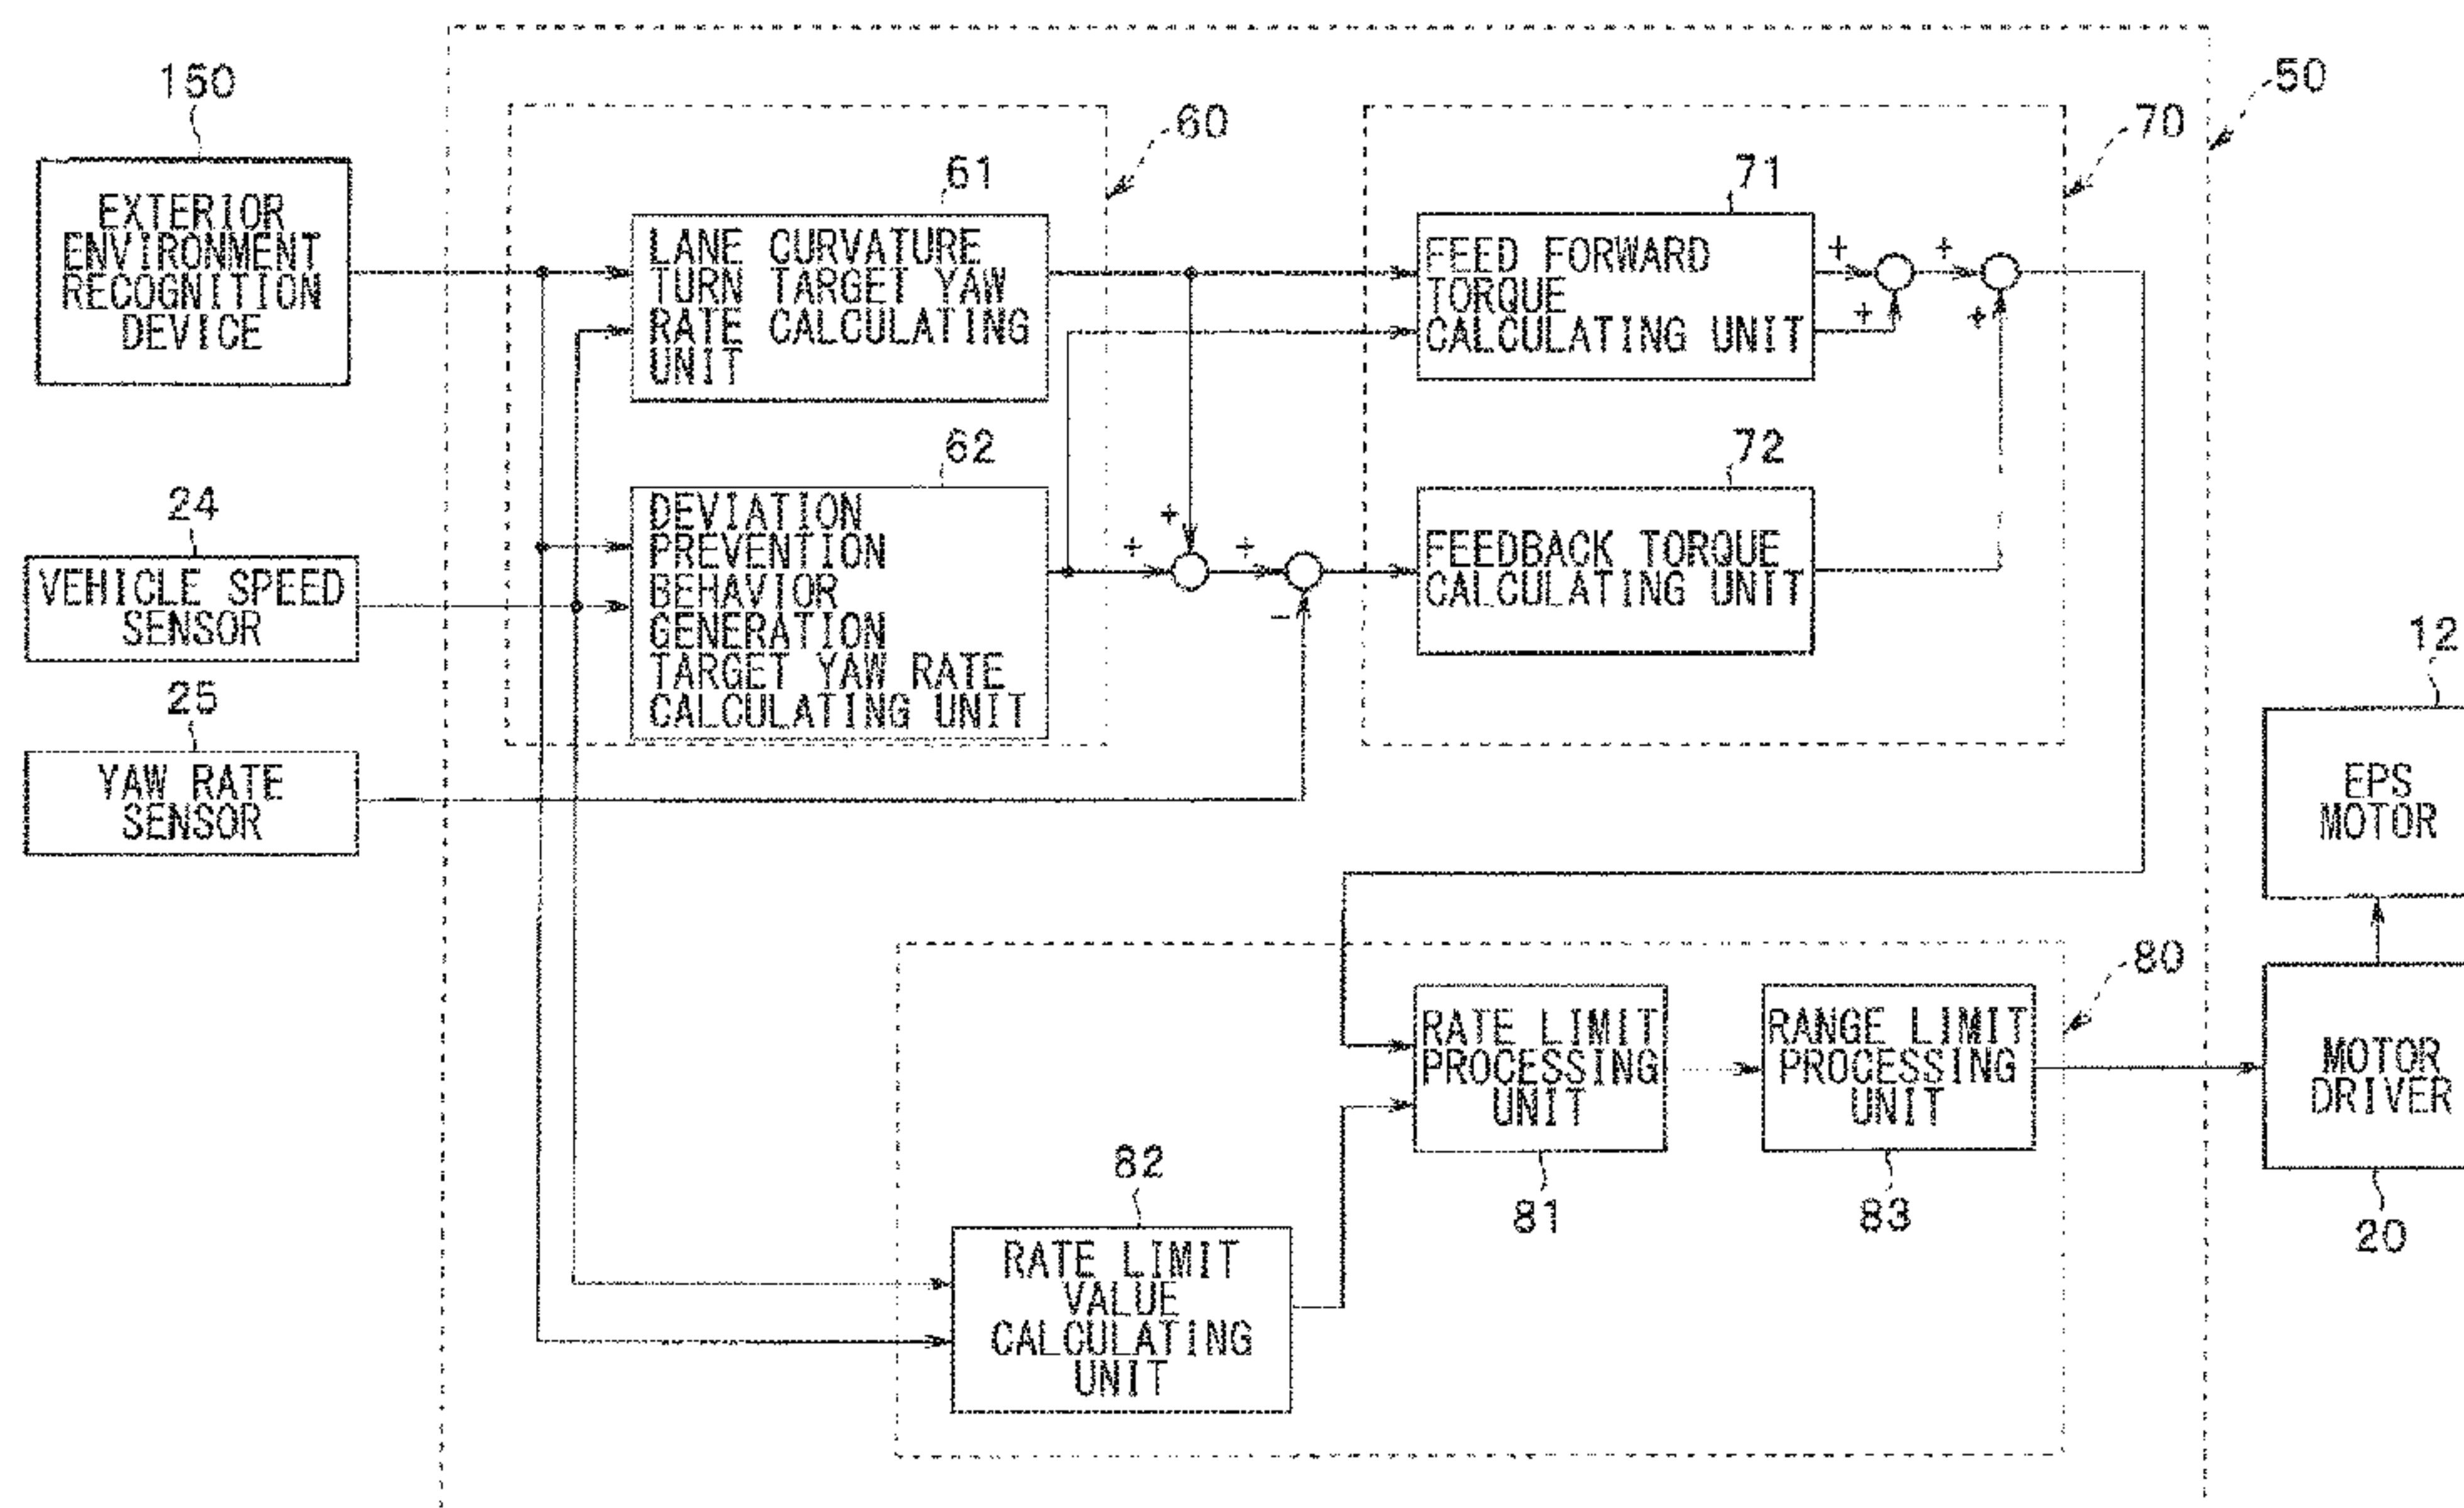 150
EXTERIOR
ENVIRONMENT
RECOGNITION
DEVICE
24
VEHICLE SPEED
SENSOR
25
YAW RATE
SENSOR
50
60
61
LANE CURVATURE
TURN TARGET YAW
RATE CALCULATING
UNIT
62
DEVIATION
PREVENTION
BEHAVIOR
GENERATION
TARGET YAW RATE
CALCULATING UNIT
+
+
+
-
70
71
FEED FORWARD
TORQUE
CALCULATING UNIT
+
+
+
+
72
FEEDBACK TORQUE
CALCULATING UNIT
80
RATE LIMIT
PROCESSING
UNIT
81
RANGE LIMIT
PROCESSING
UNIT
83
82
RATE LIMIT
VALUE
CALCULATING
UNIT
12
EPS
MOTOR
MOTOR
DRIVER
20